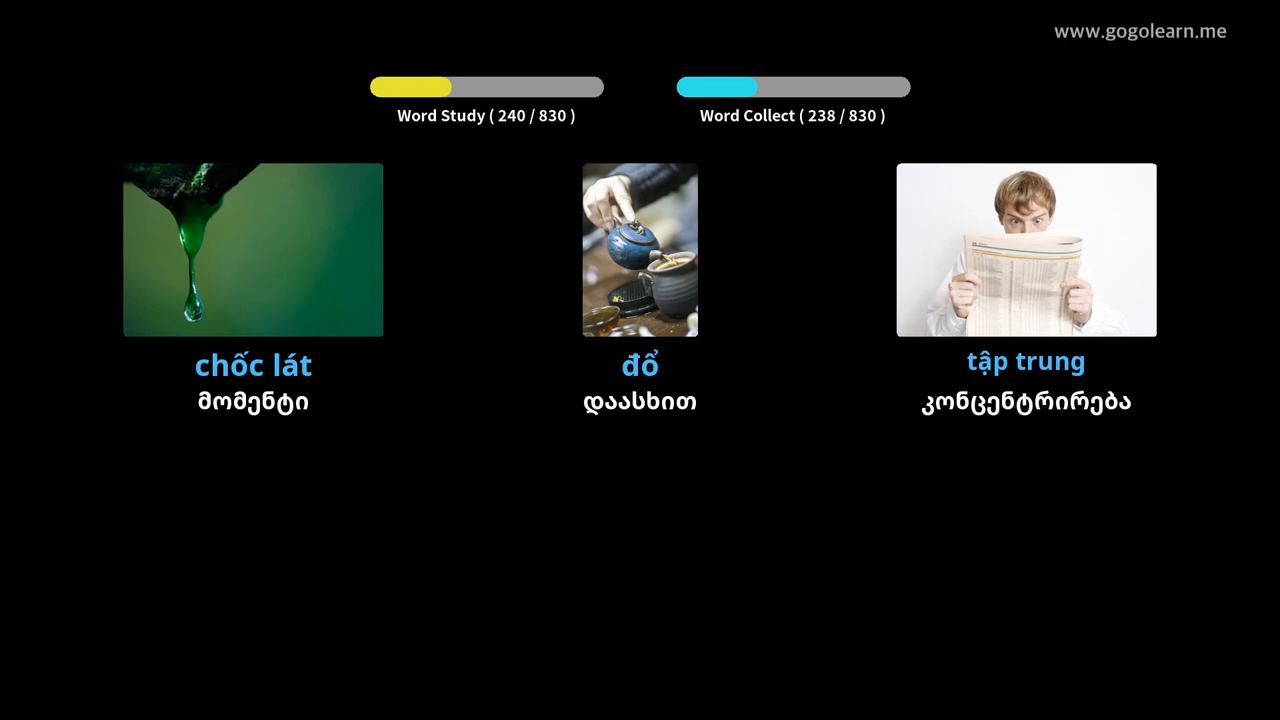 www.gogolearn.me
Word Study ( 240 / 830 )
Word Collect ( 238 / 830 )
chốc lát
მომენტი
đổ
დაასხით
tập trung
კონცენტრირება